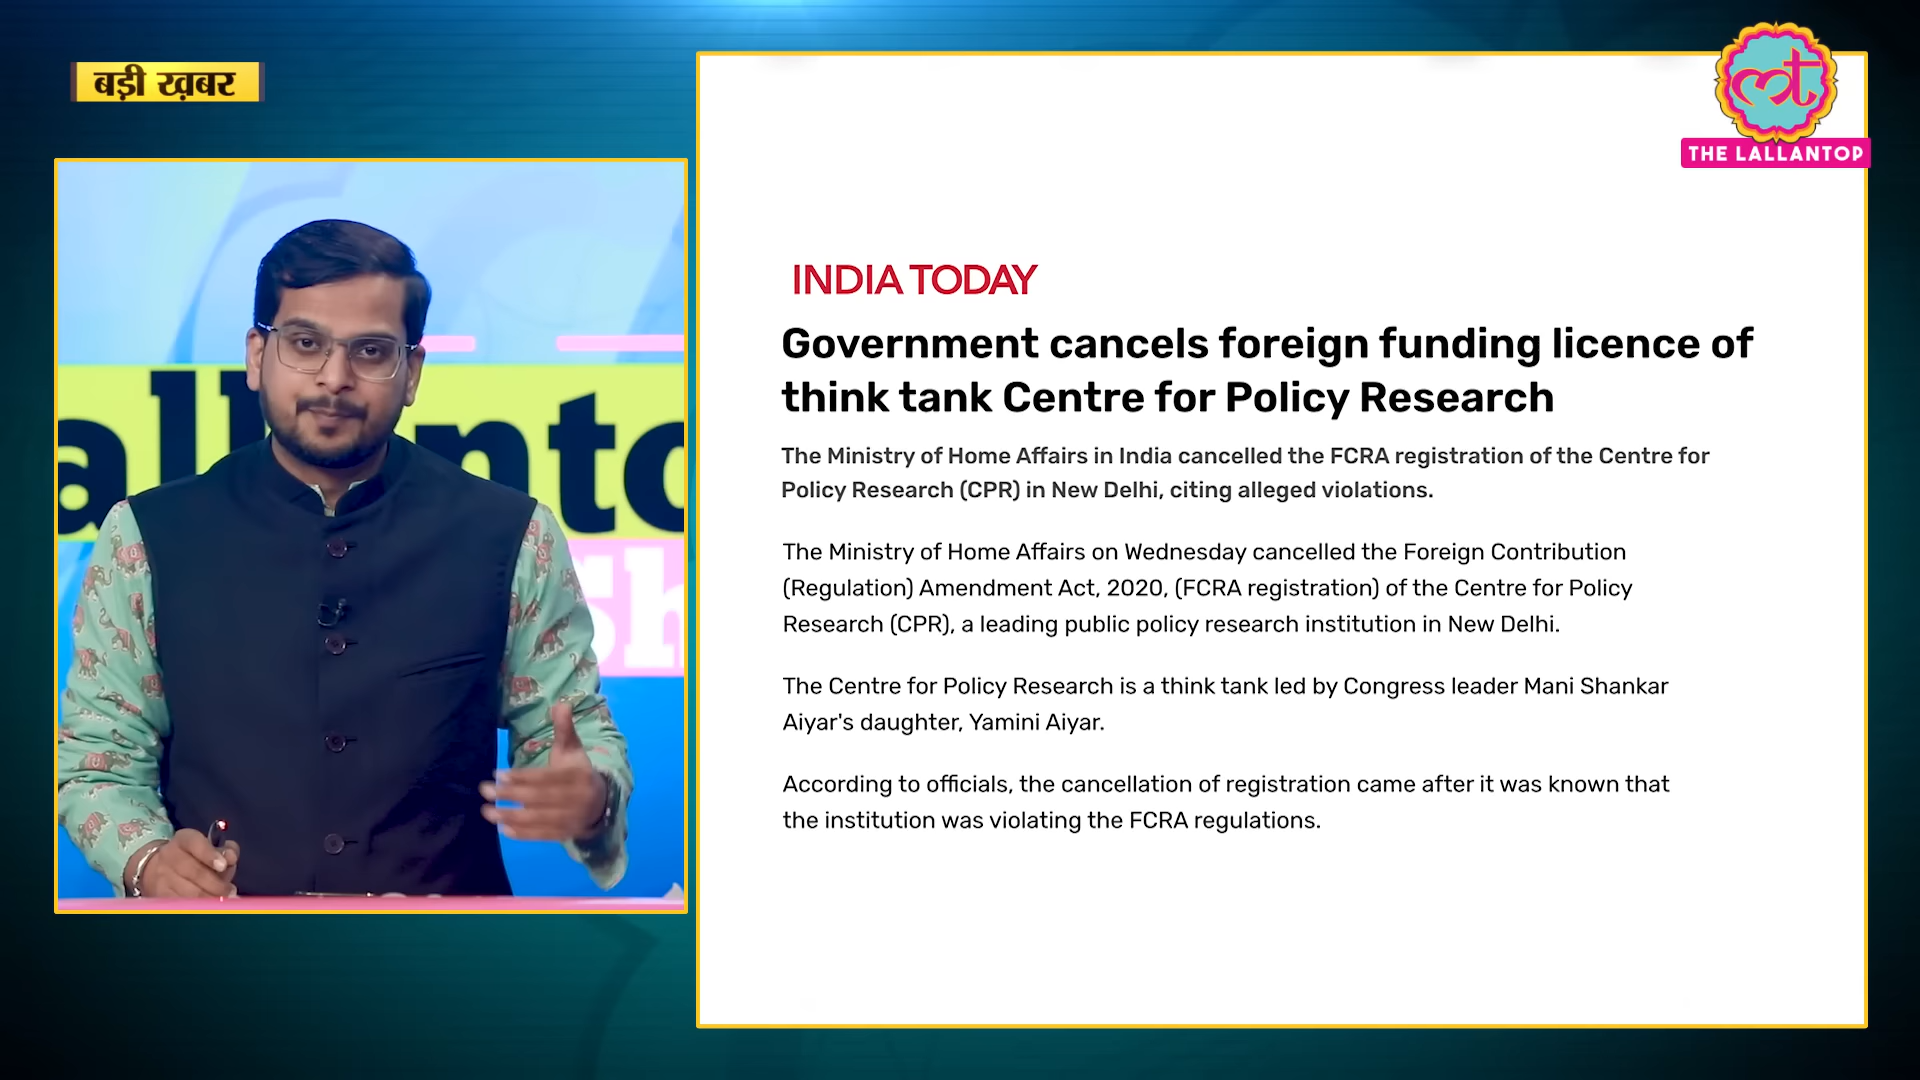 बड़ी ख़बर
THE LALLANTOP
allanto
Sh
INDIA TODAY
Government cancels foreign funding licence of
think tank Centre for Policy Research
The Ministry of Home Affairs in India cancelled the FCRA registration of the Centre for
Policy Research (CPR) in New Delhi, citing alleged violations.
The Ministry of Home Affairs on Wednesday cancelled the Foreign Contribution
(Regulation) Amendment Act, 2020, (FCRA registration) of the Centre for Policy
Research (CPR), a leading public policy research institution in New Delhi.
The Centre for Policy Research is a think tank led by Congress leader Mani Shankar
Aiyar's daughter, Yamini Aiyar.
According to officials, the cancellation of registration came after it was known that
the institution was violating the FCRA regulations.